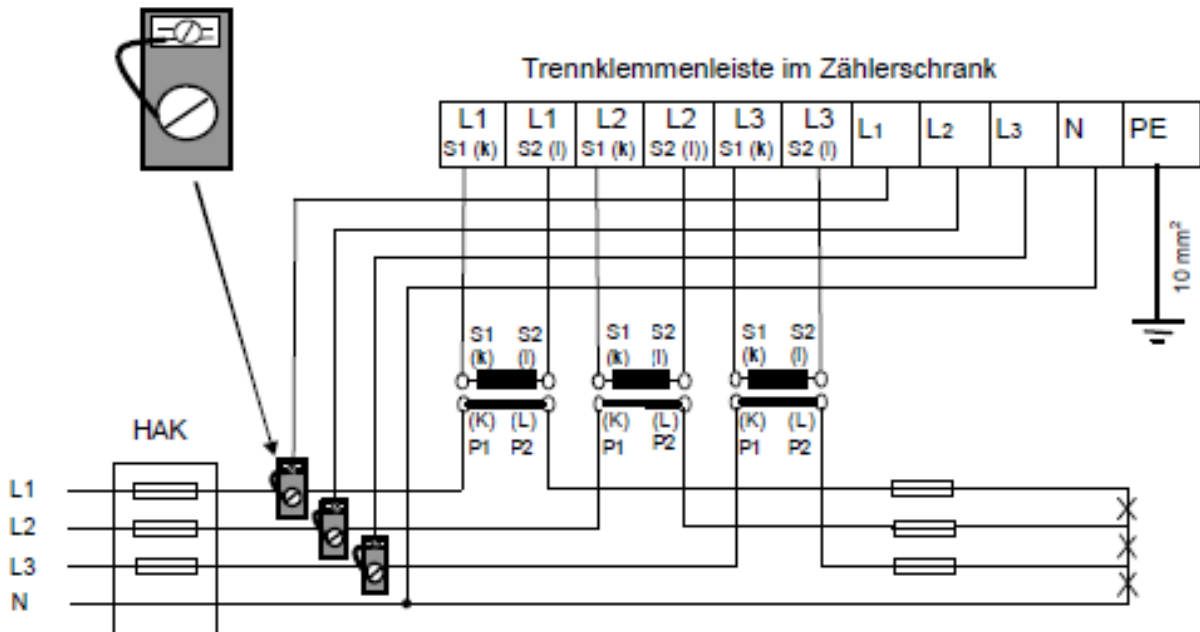 Trennklemmenleiste im Zählerschrank
L1 L1 L2 L2 L3 L3 L1 L2 L3 N PE
S1 (k) S2 (l) S1 (k) S2 (l)) S1 (k) S2 (l)
10 mm²
S1 S2 S1 S2 S1 S2
(k) (l) (k) (l) (k) (l)
(K) (L) (K) (L) (K) (L)
P1 P2 P1 P2 P1 P2
HAK
L1
L2
L3
N